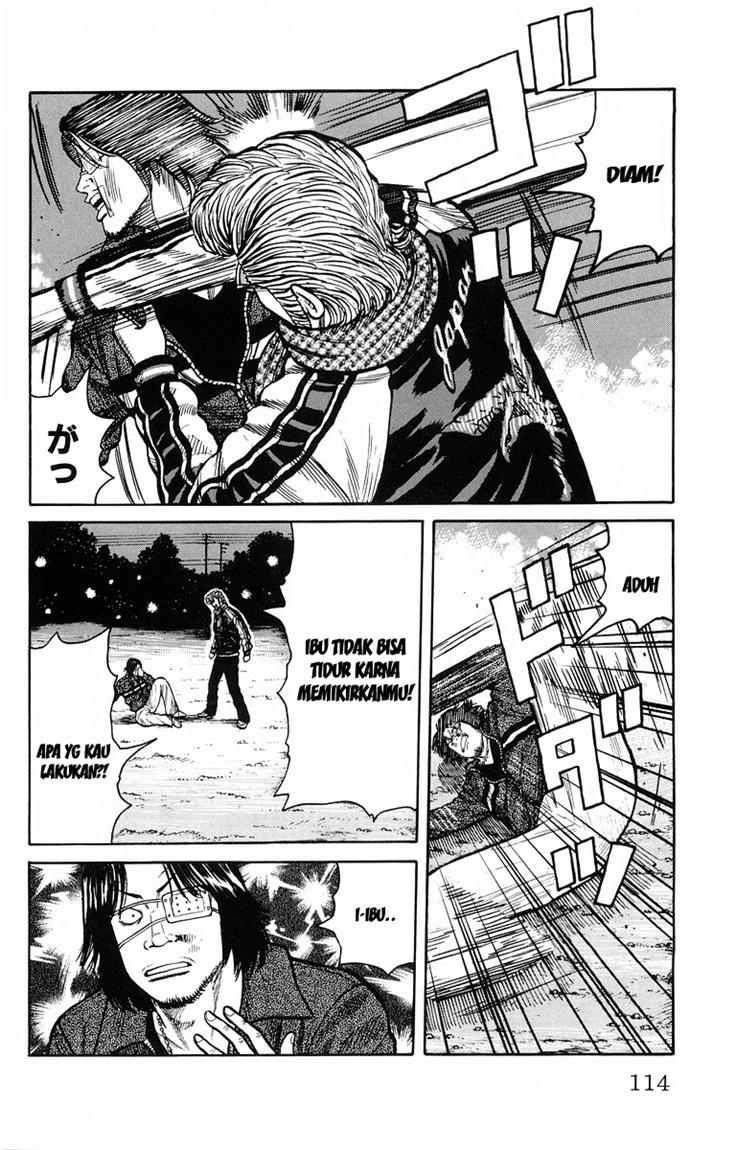 ゴッ
DIAM!
Japan
がっ
ADUH
ドダッ
IBU TIDAK BISA
TIDUR KARNA
MEMIKIRKANMU!
APA YG KAU
LAKUKAN?!
I-IBU..
114